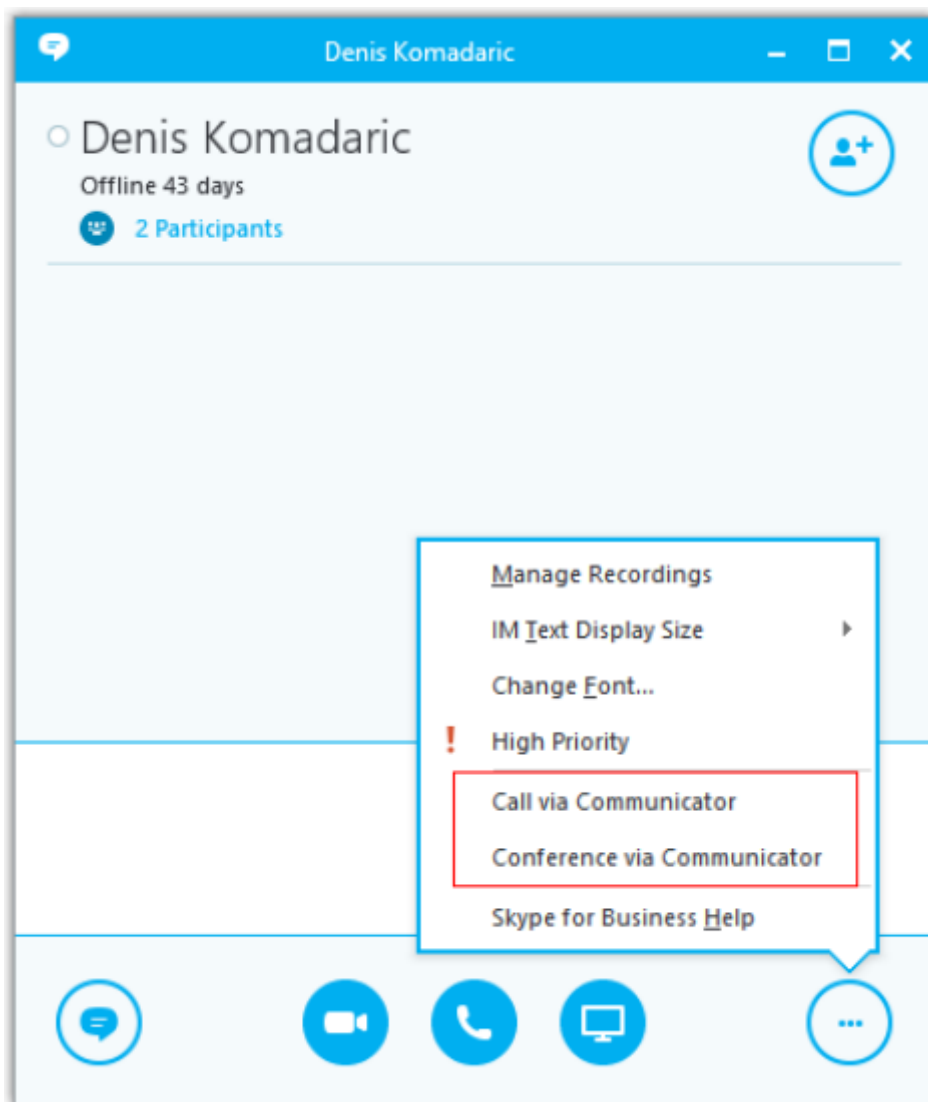 Denis Komadaric
Denis Komadaric
Offline 43 days
2 Participants
Manage Recordings
IM Text Display Size
Change Font...
! High Priority
Call via Communicator
Conference via Communicator
Skype for Business Help